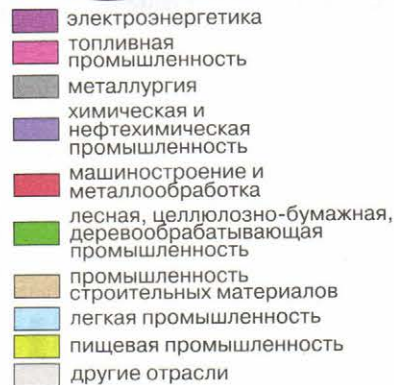 электроэнергетика
топливная
промышленность
металлургия
химическая и
нефтехимическая
промышленность
машиностроение и
металлообработка
лесная, целлюлозно-бумажная,
деревообрабатывающая
промышленность
промышленность
строительных материалов
легкая промышленность
пищевая промышленность
другие отрасли